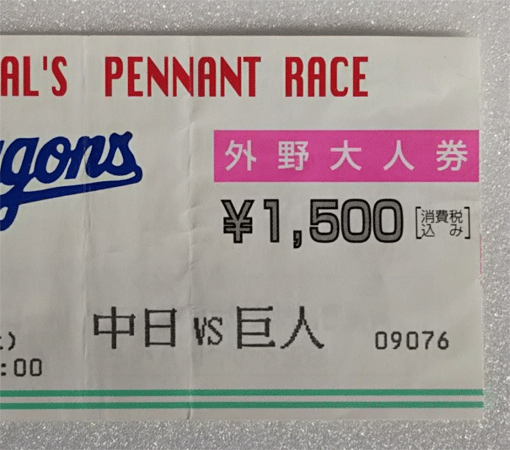 AL'S PENNANT RACE
gons
外野大人券
¥1,500 [消費税込み]
中日 VS 巨人 09076
:00